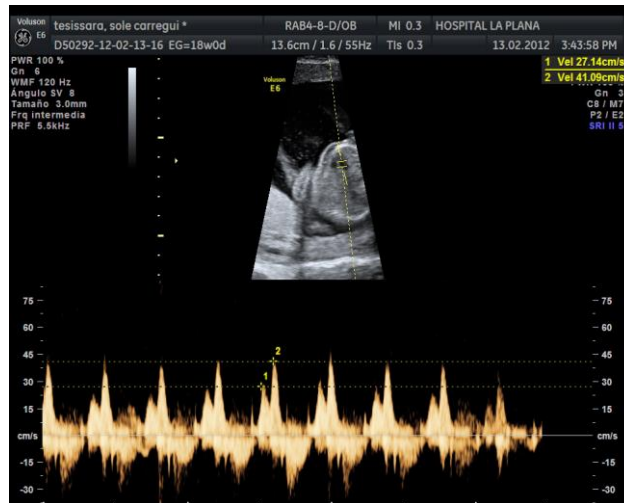 Voluson E6
tesissara, sole carregui * RAB4-8-D/OB MI 0.3 HOSPITAL LA PLANA
D50292-12-02-13-16 EG=18w0d 13.6cm / 1.6 / 55Hz TIs 0.3 13.02.2012 3:43:58 PM
PWR 100 %
Gn 6
WMF 120 Hz
Ángulo SV 8
Tamaño 3.0mm
Frq intermedia
PRF 5.5kHz
Voluson
E6
1 Vel 27.14cm/s
2 Vel 41.09cm/s
Gn 3
C8 / M7
P2 / E2
SRI II 5
75 75
60 60
45 45
2
30 30
1
15 15
cm/s cm/s
-15 -15
-30 -30